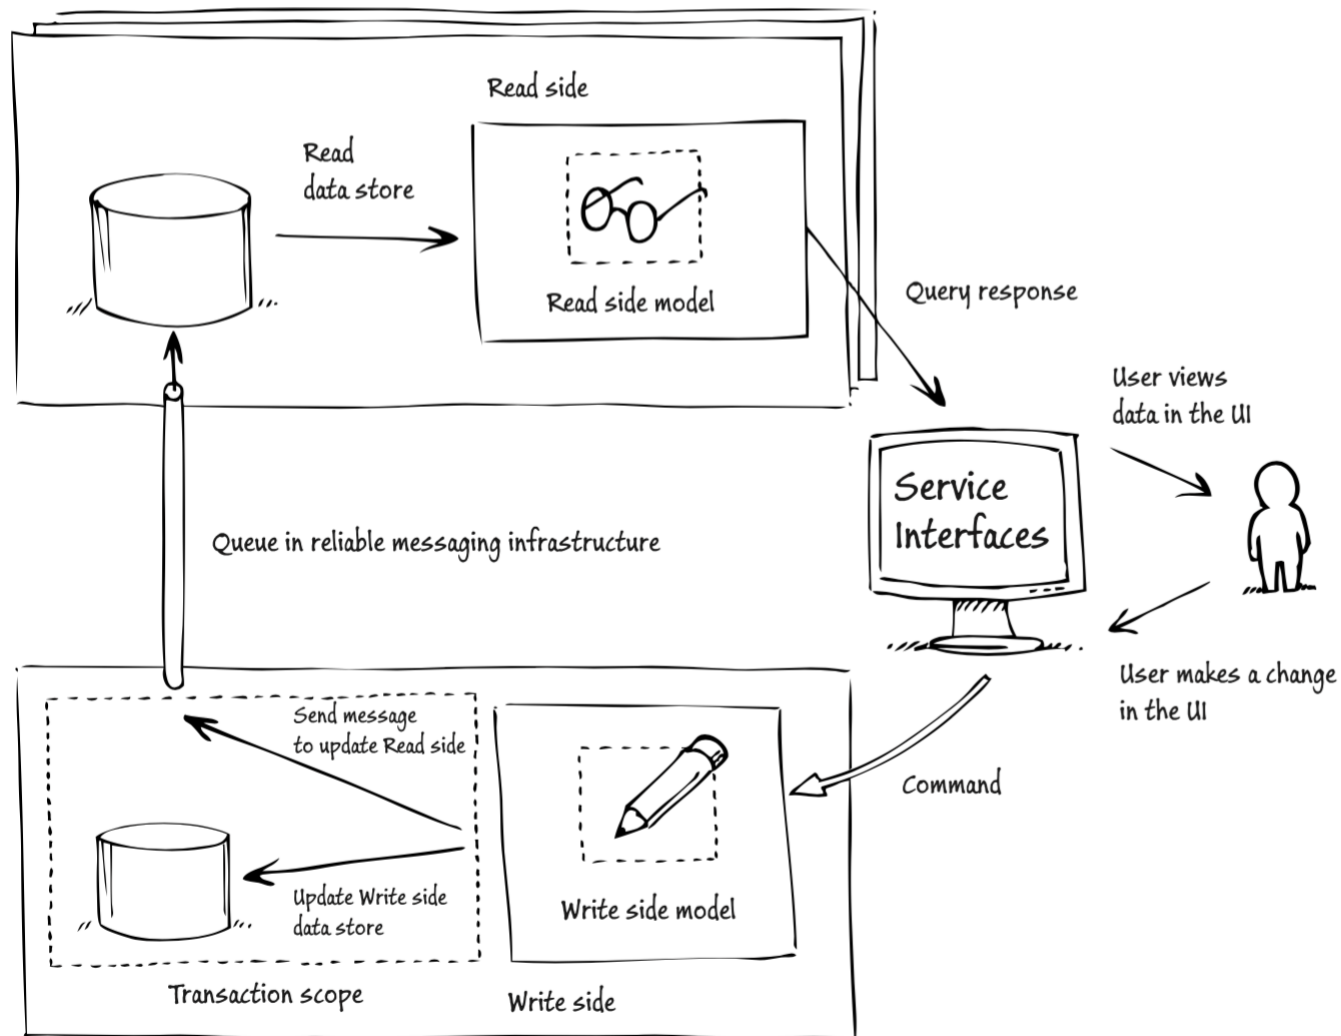 Read side
Read
data store
Read side model
Query response
User views
data in the UI
Service
Interfaces
Queue in reliable messaging infrastructure
User makes a change
in the UI
Send message
to update Read side
Command
Update Write side
data store
Write side model
Transaction scope
Write side